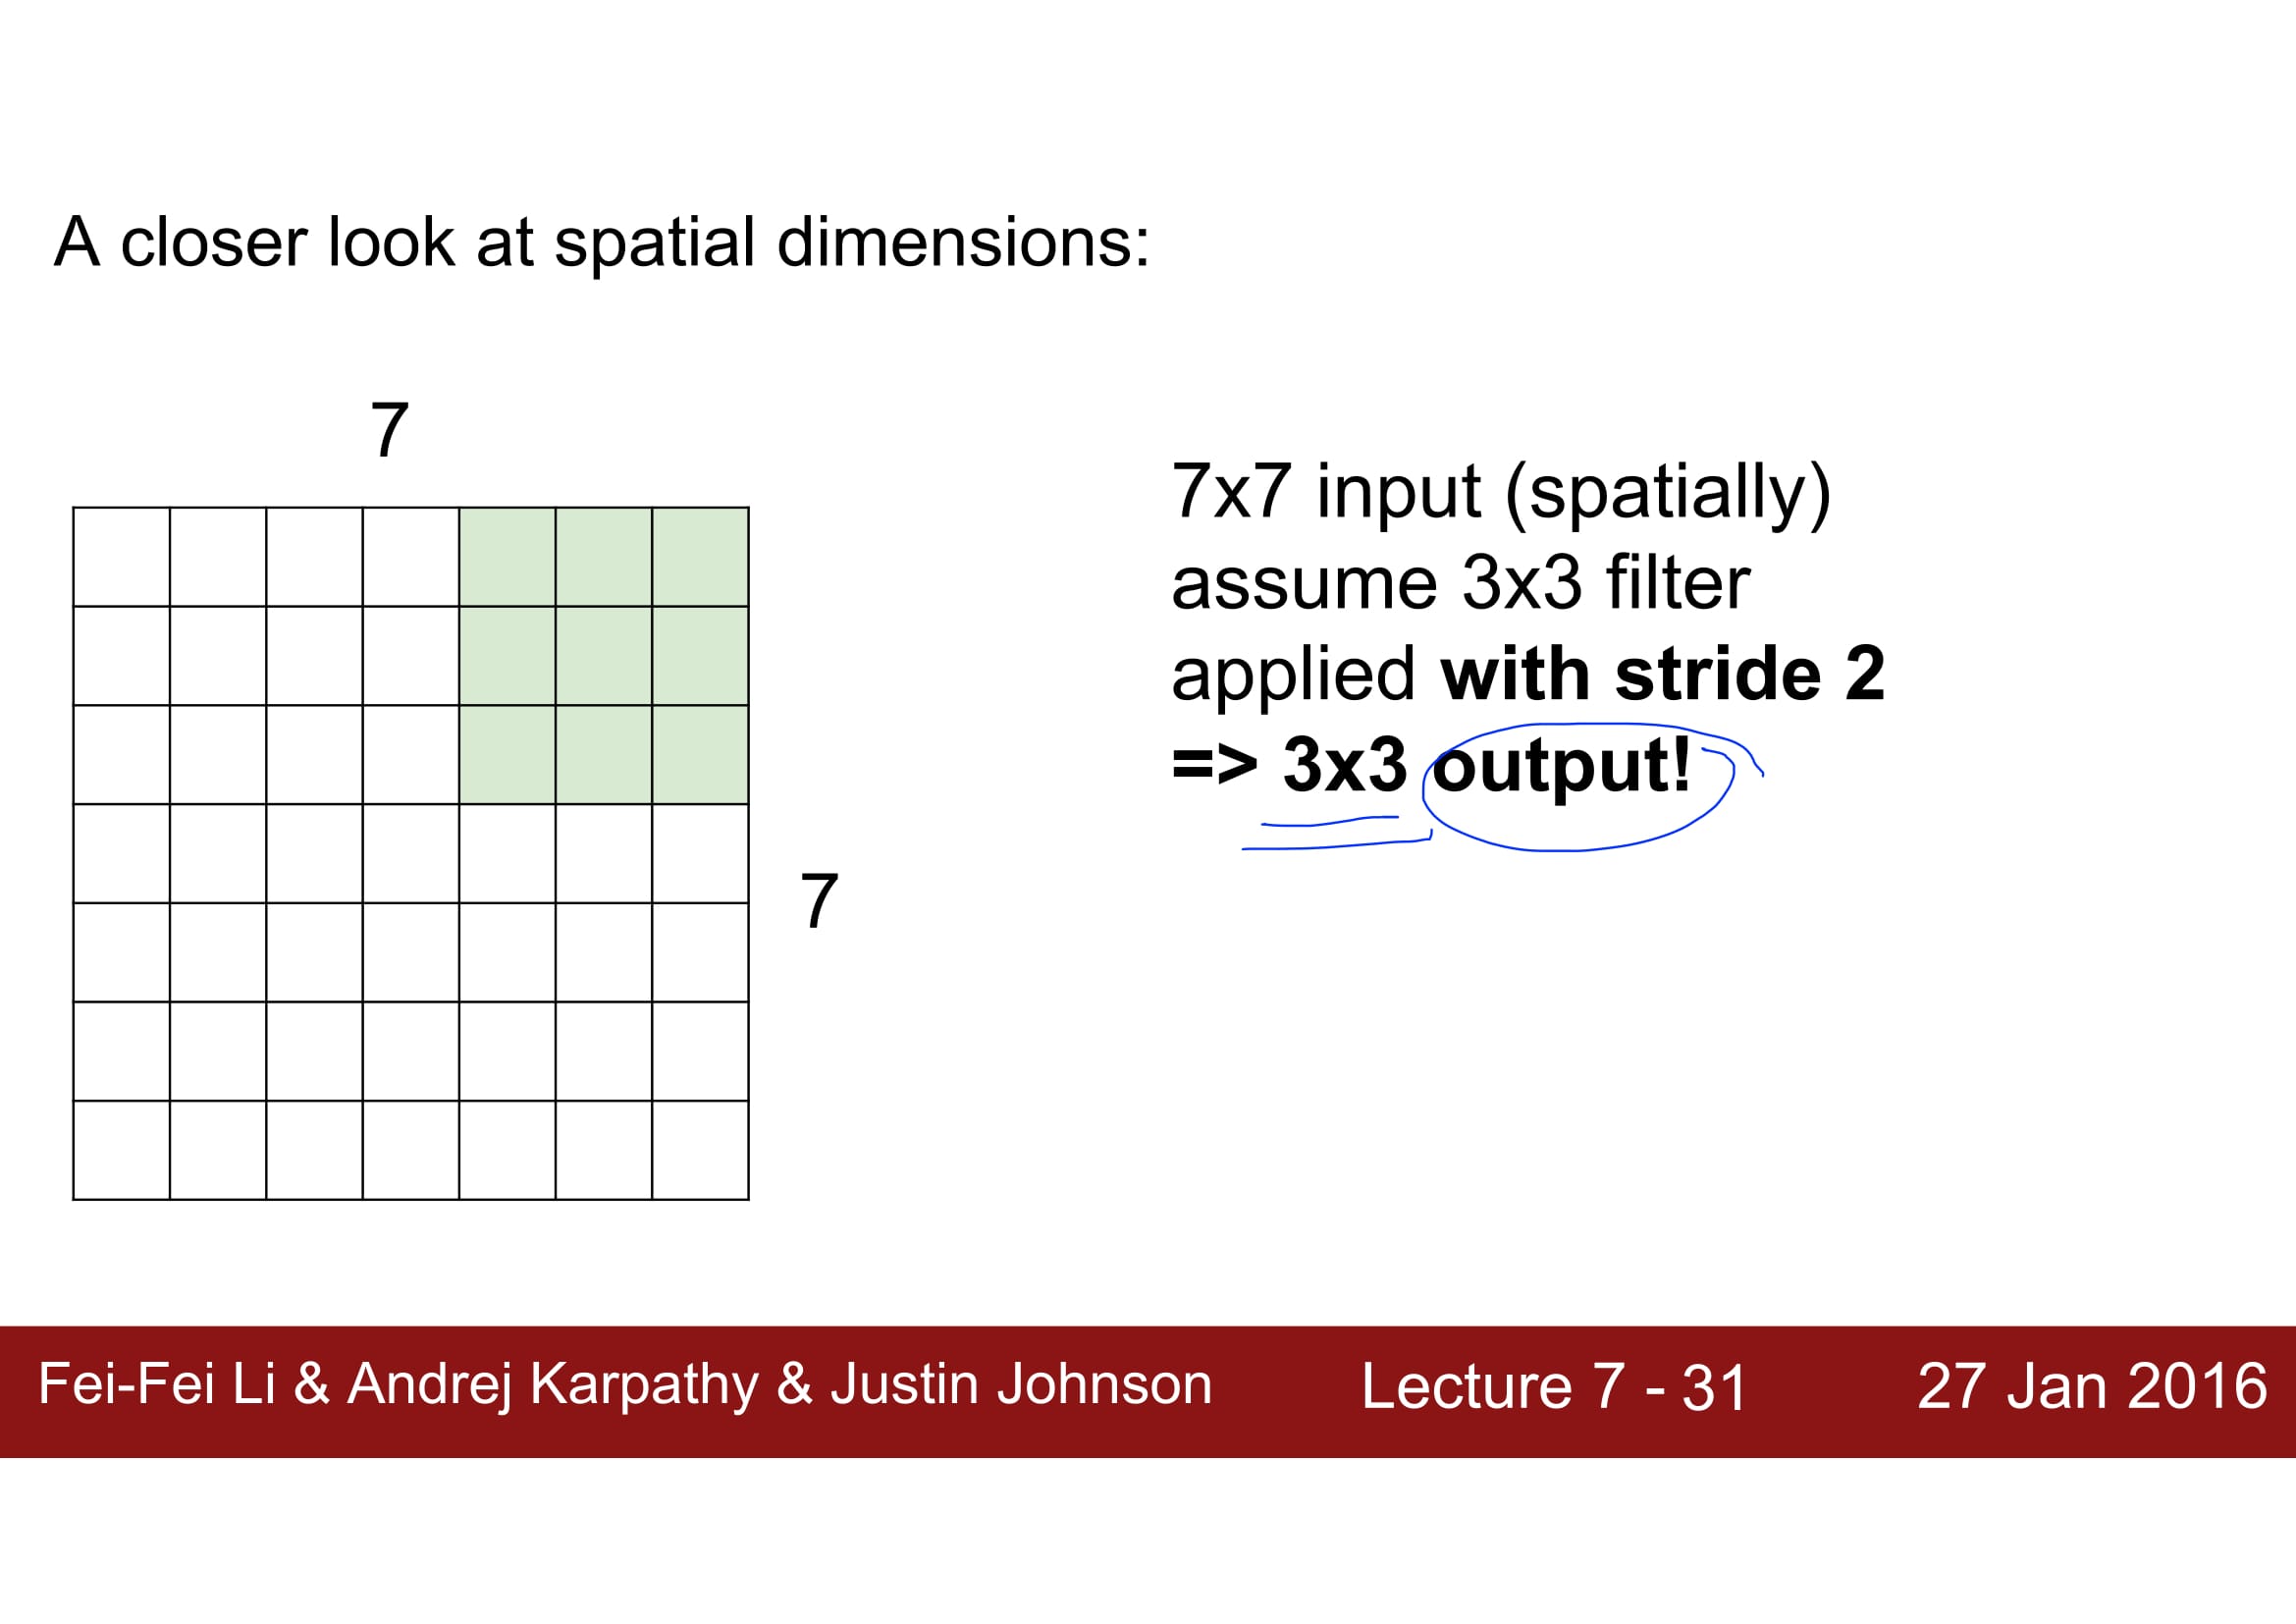 A closer look at spatial dimensions:
7
7x7 input (spatially)
assume 3x3 filter
applied with stride 2
=> 3x3 output!
7
Fei-Fei Li & Andrej Karpathy & Justin Johnson
Lecture 7 - 31
27 Jan 2016